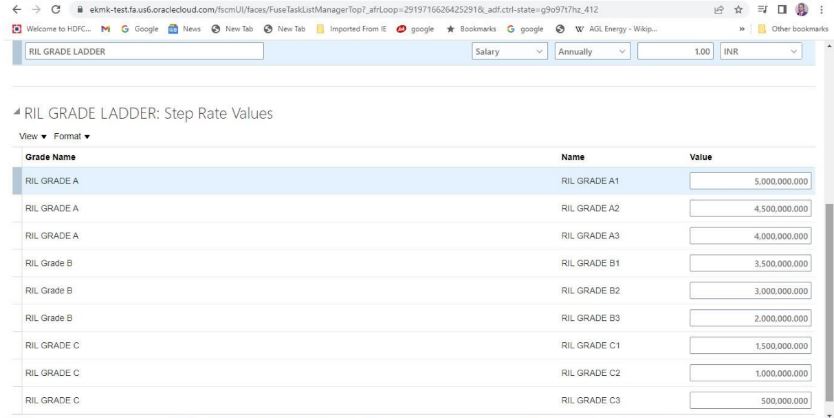 ekmk-test.fa.us6.oraclecloud.com/fscmUI/faces/FuseTaskListManagerTop?_afrLoop=29197166264252918&_adf.ctrl-state=g9o97t7hz_412
Welcome to HDFC... Google News New Tab New Tab Imported From IE google Bookmarks google AGL Energy - Wikip... » Other bookmarks
RIL GRADE LADDER Salary Annually 1.00 INR
RIL GRADE LADDER: Step Rate Values
View Format
Grade Name Name Value
RIL GRADE A RIL GRADE A1 5,000,000.000
RIL GRADE A RIL GRADE A2 4,500,000.000
RIL GRADE A RIL GRADE A3 4,000,000.000
RIL Grade B RIL GRADE B1 3,500,000.000
RIL Grade B RIL GRADE B2 3,000,000.000
RIL Grade B RIL GRADE B3 2,000,000.000
RIL GRADE C RIL GRADE C1 1,500,000.000
RIL GRADE C RIL GRADE C2 1,000,000.000
RIL GRADE C RIL GRADE C3 500,000.000